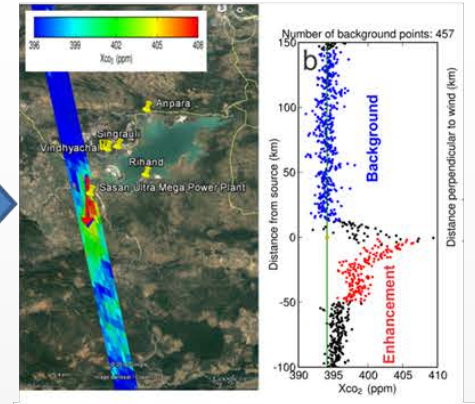 396 399 402 405 408
Xco₂ (ppm)
N
Anpara
Singrauli
Vindhyachal
Rihand
Sasan Ultra Mega Power Plant
Google
Number of background points: 457
b
150
100
50
0
-50
-100
Distance from source (km)
Background
Enhancement
Distance perpendicular to wind (km)
390 395 400 405 410
Xco₂ (ppm)